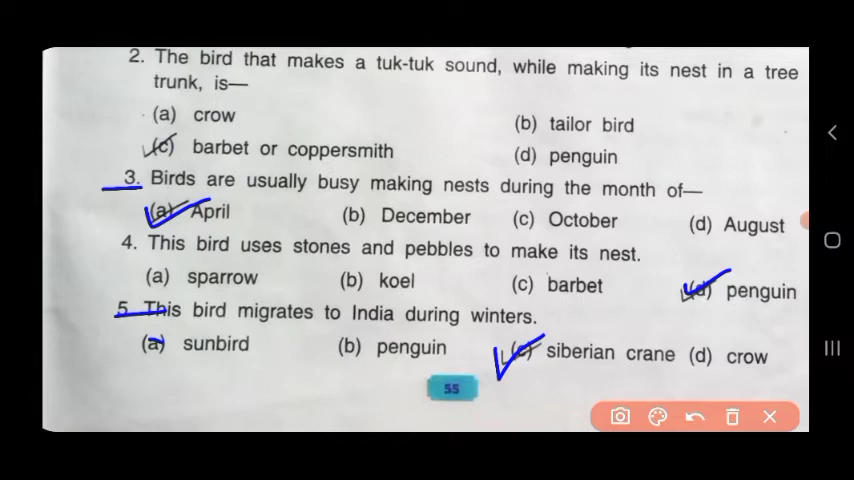 2. The bird that makes a tuk-tuk sound, while making its nest in a tree
trunk, is—
(a) crow
(b) tailor bird
(c) barbet or coppersmith
(d) penguin
3. Birds are usually busy making nests during the month of—
(a) April (b) December (c) October (d) August
4. This bird uses stones and pebbles to make its nest.
(a) sparrow (b) koel (c) barbet (d) penguin
5. This bird migrates to India during winters.
(a) sunbird (b) penguin (c) siberian crane (d) crow
55